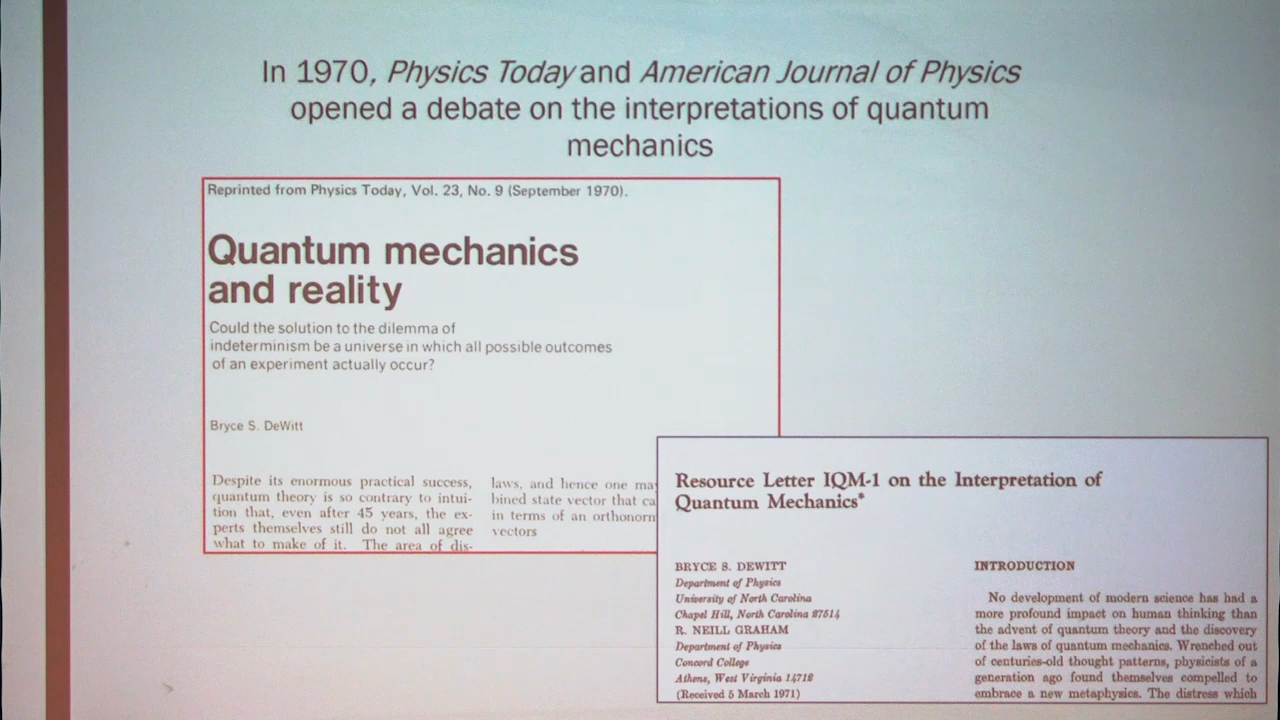 In 1970, Physics Today and American Journal of Physics
opened a debate on the interpretations of quantum
mechanics
Reprinted from Physics Today, Vol. 23, No. 9 (September 1970).
Quantum mechanics
and reality
Could the solution to the dilemma of
indeterminism be a universe in which all possible outcomes
of an experiment actually occur?
Bryce S. DeWitt
Despite its enormous practical success,
quantum theory is so contrary to intui-
tion that, even after 45 years, the ex-
perts themselves still do not all agree
what to make of it. The area of dis-
laws, and hence one may
bined state vector that ca
in terms of an orthonorm
vectors
Resource Letter IQM-1 on the Interpretation of
Quantum Mechanics*
BRYCE S. DEWITT
Department of Physics
University of North Carolina
Chapel Hill, North Carolina 27514
R. NEILL GRAHAM
Department of Physics
Concord College
Athens, West Virginia 14712
(Received 5 March 1971)
INTRODUCTION
No development of modern science has had a
more profound impact on human thinking than
the advent of quantum theory and the discovery
of the laws of quantum mechanics. Wrenched out
of centuries-old thought patterns, physicists of a
generation ago found themselves compelled to
embrace a new metaphysics. The distress which